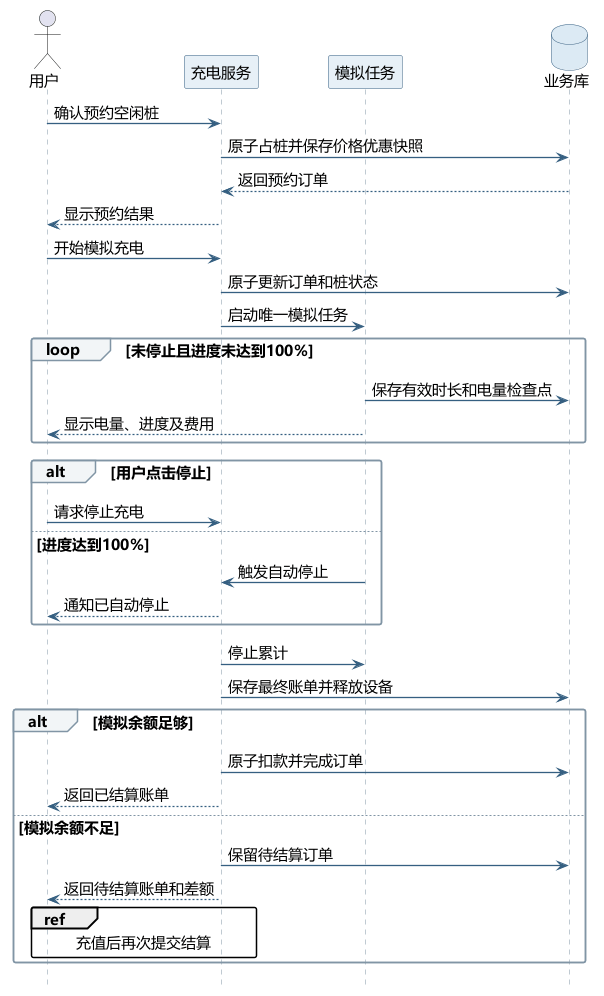 用户
充电服务
模拟任务
业务库
确认预约空闲桩
原子占桩并保存价格优惠快照
返回预约订单
显示预约结果
开始模拟充电
原子更新订单和桩状态
启动唯一模拟任务
loop [未停止且进度未达到100%]
保存有效时长和电量检查点
显示电量、进度及费用
alt [用户点击停止]
请求停止充电
[进度达到100%]
触发自动停止
通知已自动停止
停止累计
保存最终账单并释放设备
alt [模拟余额足够]
原子扣款并完成订单
返回已结算账单
[模拟余额不足]
保留待结算订单
返回待结算账单和差额
ref
充值后再次提交结算